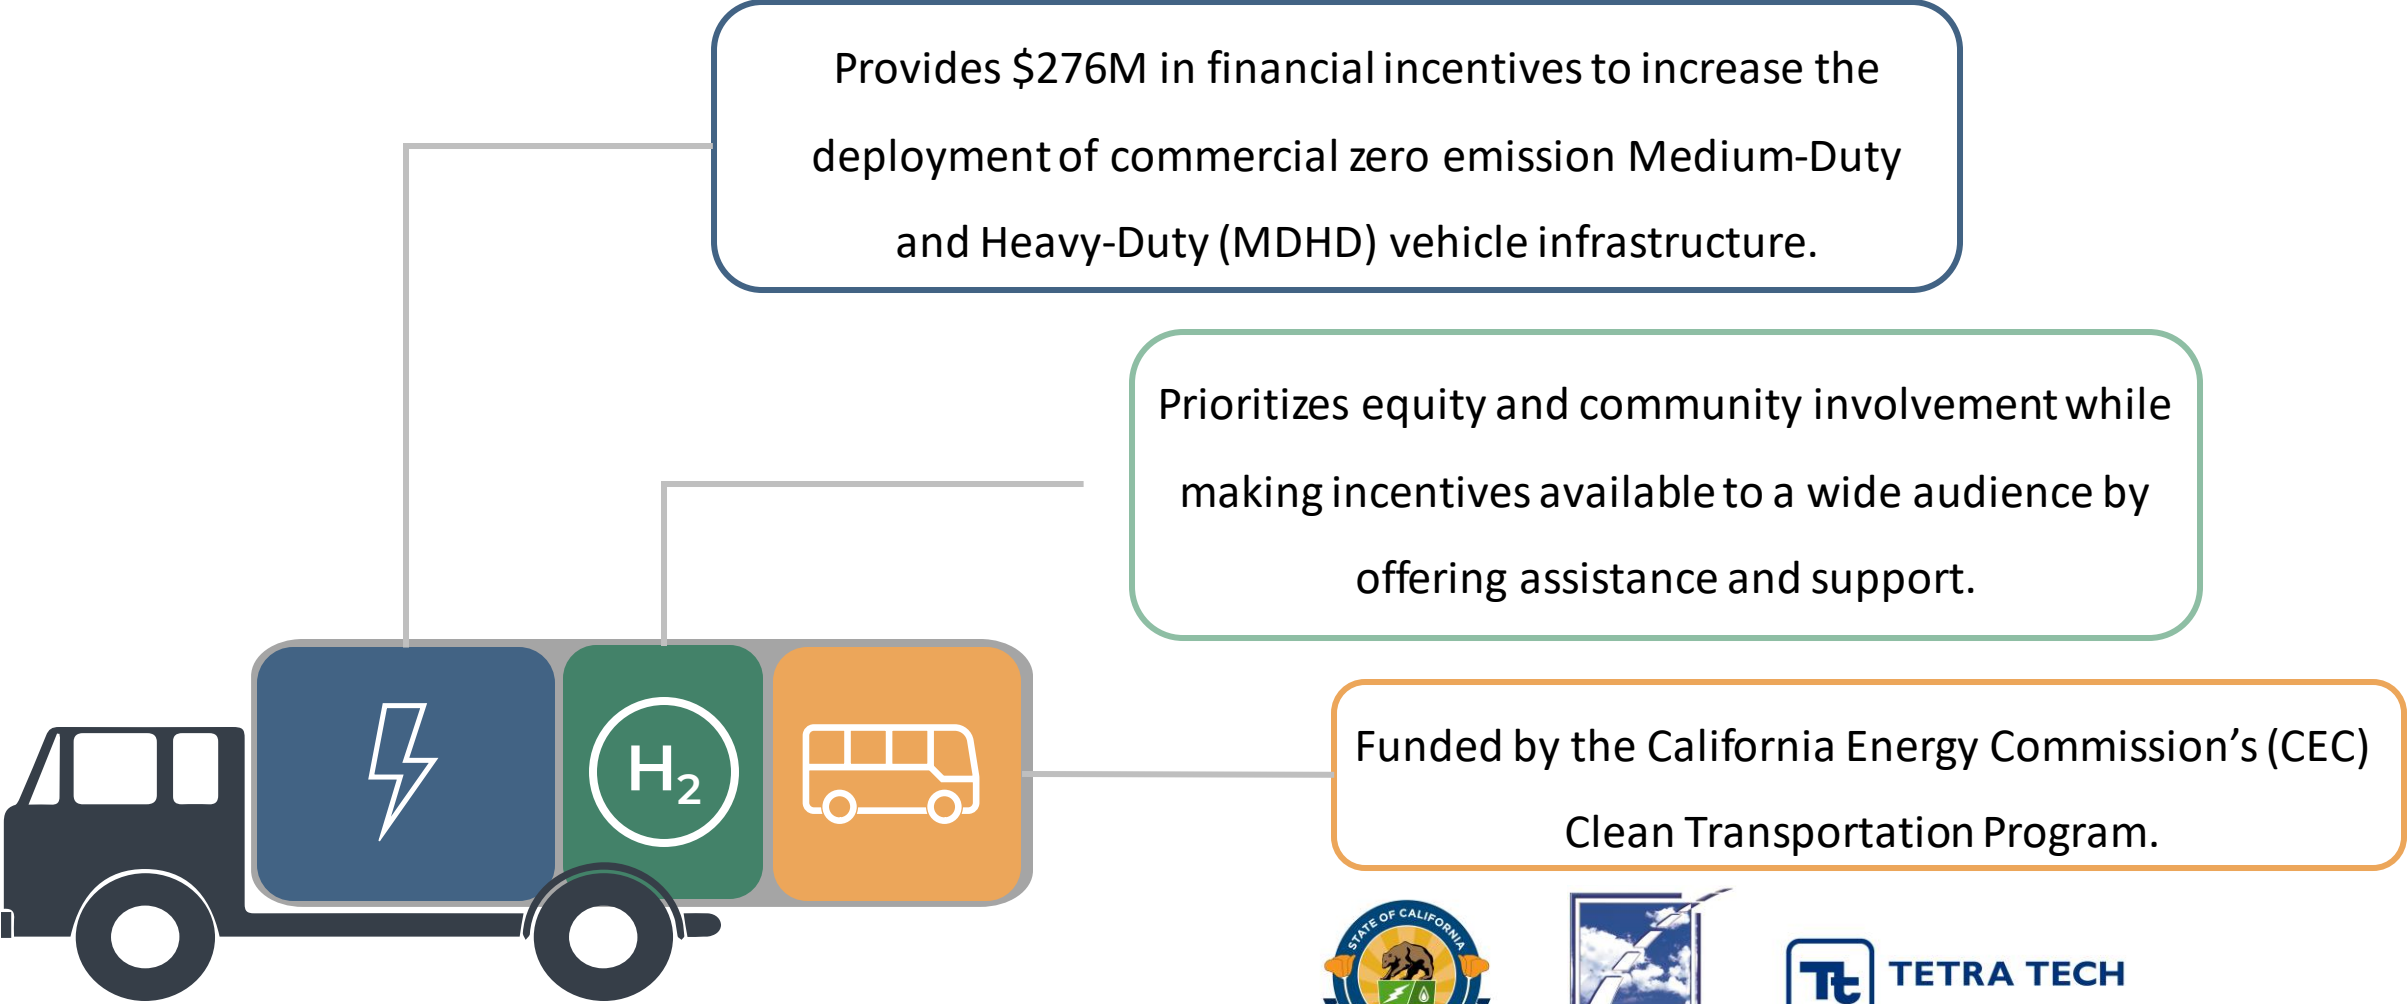 Provides $276M in financial incentives to increase the
deployment of commercial zero emission Medium-Duty
and Heavy-Duty (MDHD) vehicle infrastructure.
Prioritizes equity and community involvement while
making incentives available to a wide audience by
offering assistance and support.
H2
Funded by the California Energy Commission’s (CEC)
Clean Transportation Program.
STATE OF CALIFORNIA
Tt TETRA TECH